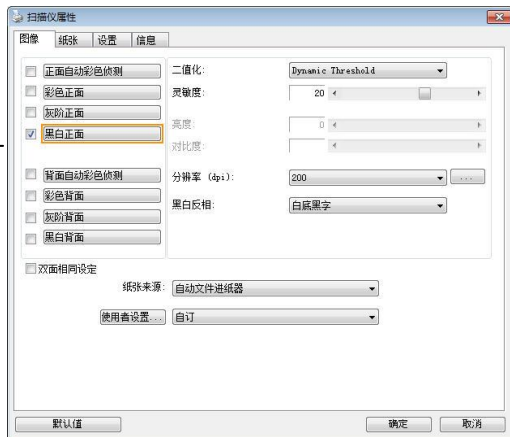 扫描仪属性
图像 纸张 设置 信息
正面自动彩色侦测
彩色正面
灰阶正面
黑白正面
背面自动彩色侦测
彩色背面
灰阶背面
黑白背面
二值化: Dynamic Threshold
灵敏度: 20
亮度: 0
对比度:
分辨率 (dpi): 200 ...
黑白反相: 白底黑字
双面相同设定
纸张来源: 自动文件进纸器
使用者设置... 自订
默认值 确定 取消